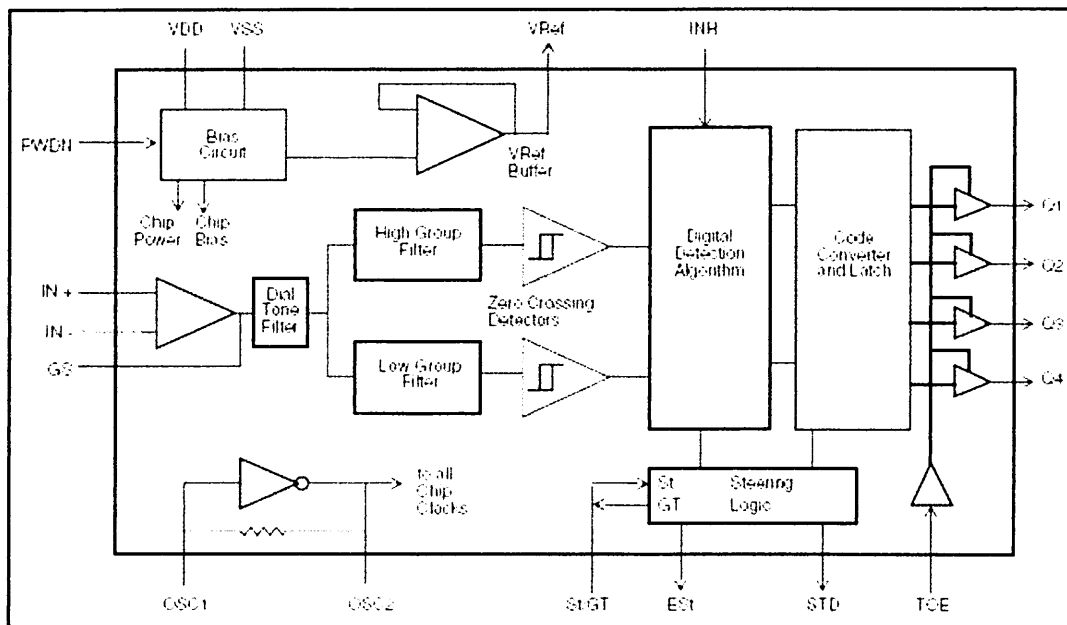 VDD VSS VRef INH
PWDN
Bias
Circuit
VRef
Buffer
Chip
Power
Chip
Bias
High Group
Filter
Digital
Detection
Algorithm
Code
Converter
and Latch
Q1
Q2
Q3
Q4
IN +
IN -
GS
Dial
Tone
Filter
Zero Crossing
Detectors
Low Group
Filter
to all
Chip
Clocks
St Steering
GT Logic
OSC1 OSC2 St/GT ESt STD TOE